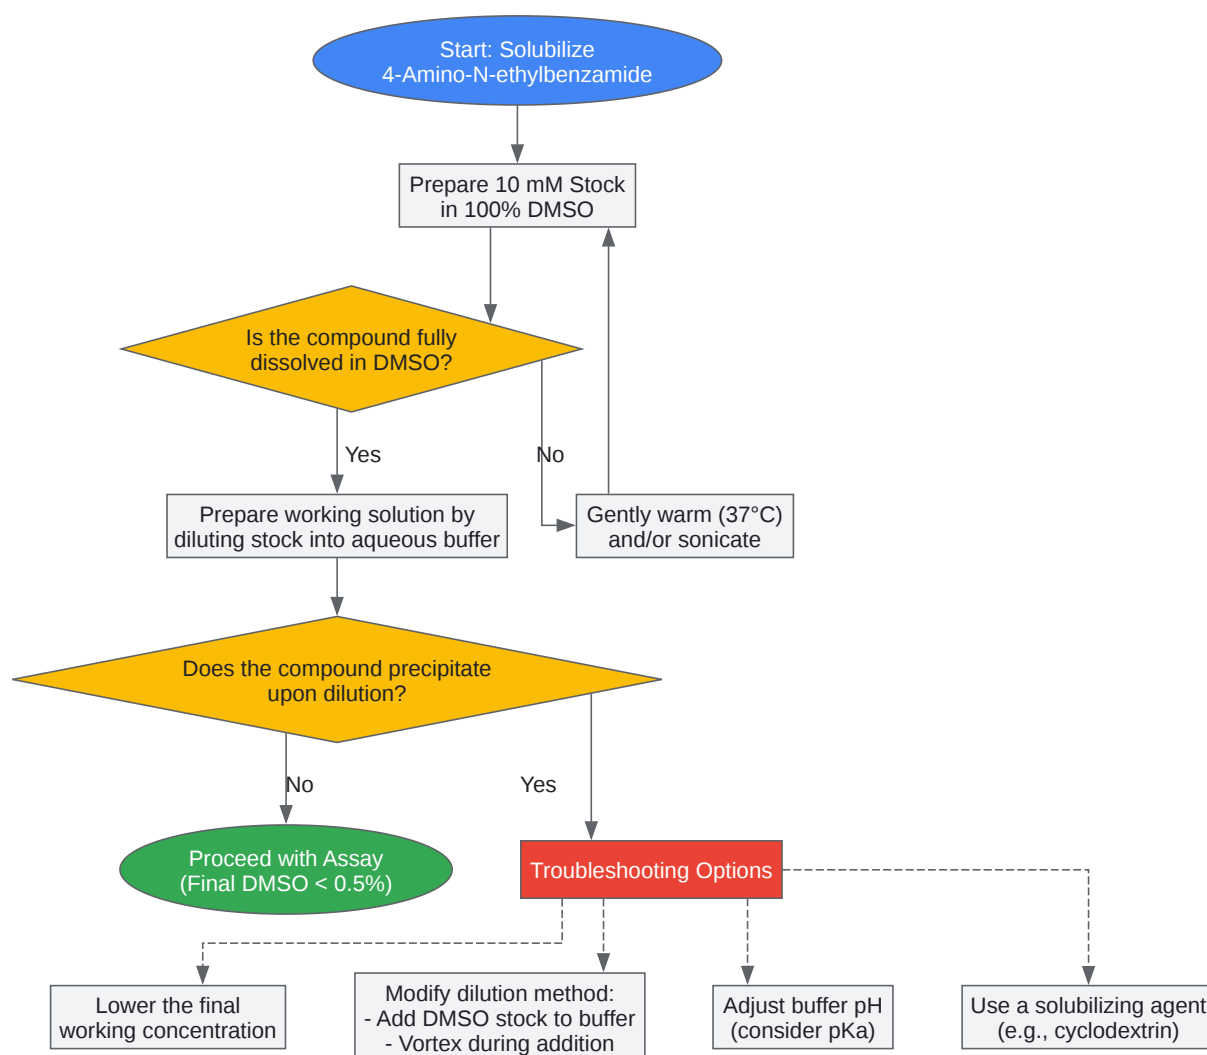 Start: Solubilize
4-Amino-N-ethylbenzamide
Prepare 10 mM Stock
in 100% DMSO
Is the compound fully
dissolved in DMSO?
Yes
No
Prepare working solution by
diluting stock into aqueous buffer
Gently warm (37°C)
and/or sonicate
Does the compound precipitate
upon dilution?
No
Yes
Proceed with Assay
(Final DMSO < 0.5%)
Troubleshooting Options
Lower the final
working concentration
Modify dilution method:
- Add DMSO stock to buffer
- Vortex during addition
Adjust buffer pH
(consider pKa)
Use a solubilizing agent
(e.g., cyclodextrin)